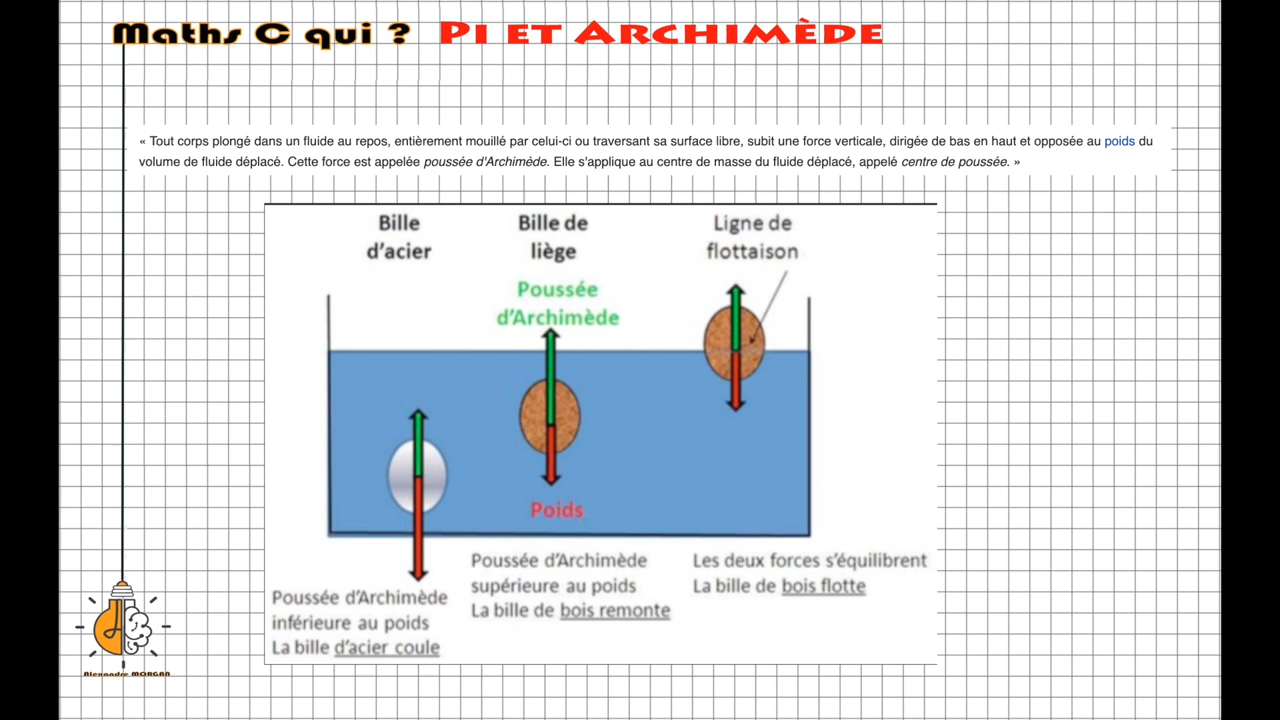 Maths C qui ? Pi et Archimède
« Tout corps plongé dans un fluide au repos, entièrement mouillé par celui-ci ou traversant sa surface libre, subit une force verticale, dirigée de bas en haut et opposée au poids du
volume de fluide déplacé. Cette force est appelée poussée d'Archimède. Elle s'applique au centre de masse du fluide déplacé, appelé centre de poussée. »
Bille
d'acier
Bille de
liège
Ligne de
flottaison
Poussée
d'Archimède
Poids
Poussée d'Archimède
inférieure au poids
La bille d'acier coule
Poussée d'Archimède
supérieure au poids
La bille de bois remonte
Les deux forces s'équilibrent
La bille de bois flotte
Alexandre MORGAN